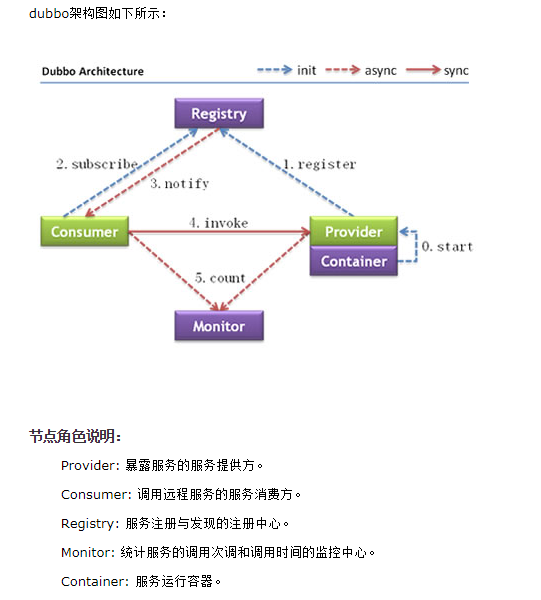 dubbo架构图如下所示：
Dubbo Architecture
init
async
sync
Registry
2. subscribe
1. register
3. notify
4. invoke
Consumer
Provider
0. start
Container
5. count
Monitor
节点角色说明：
Provider: 暴露服务的服务提供方。
Consumer: 调用远程服务的服务消费方。
Registry: 服务注册与发现的注册中心。
Monitor: 统计服务的调用次调和调用时间的监控中心。
Container: 服务运行容器。